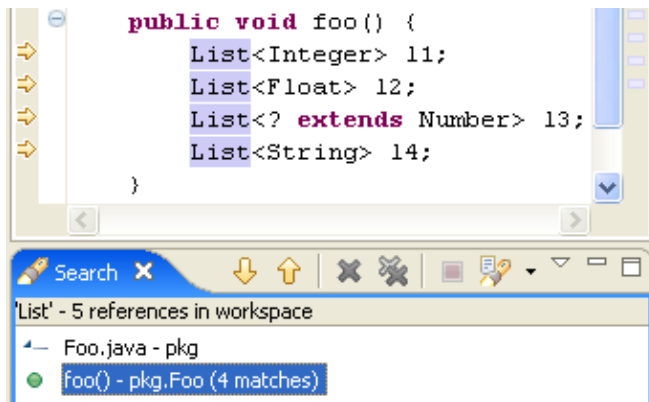 public void foo() {
List<Integer> l1;
List<Float> l2;
List<? extends Number> l3;
List<String> l4;
}
Search
'List' - 5 references in workspace
Foo.java - pkg
foo() - pkg.Foo (4 matches)